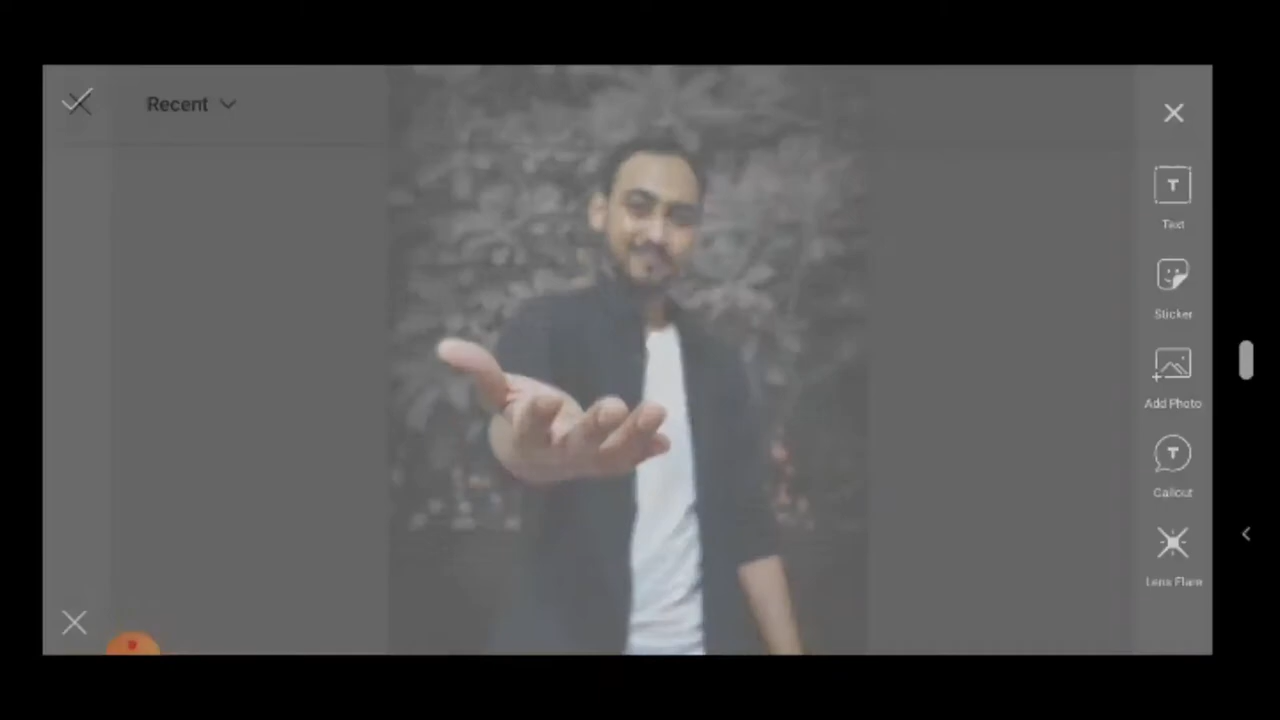 Recent
T
Text
Sticker
Add Photo
T
Callout
Lens Flare